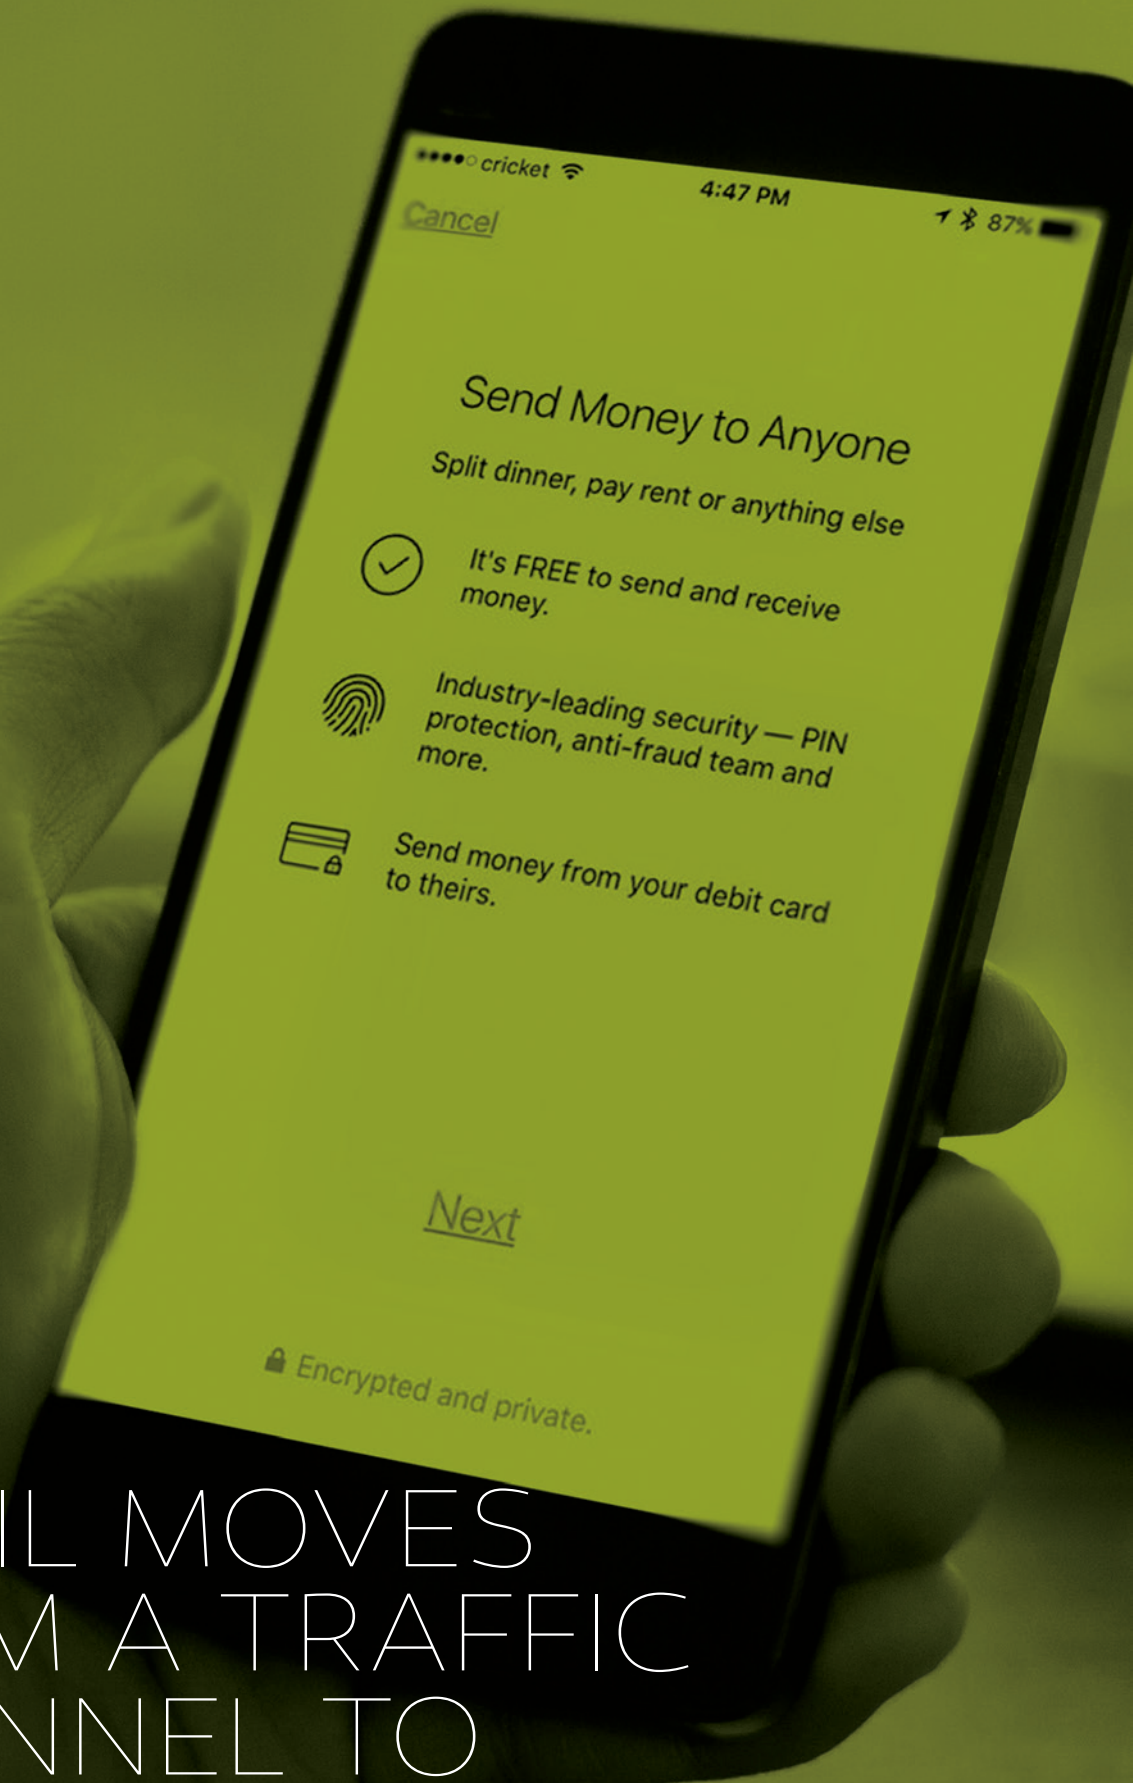 cricket 4:47 PM 87%
Cancel
Send Money to Anyone
Split dinner, pay rent or anything else
It's FREE to send and receive
money.
Industry-leading security — PIN
protection, anti-fraud team and
more.
Send money from your debit card
to theirs.
Next
Encrypted and private.
IL MOVES
M A TRAFFIC
NNEL TO